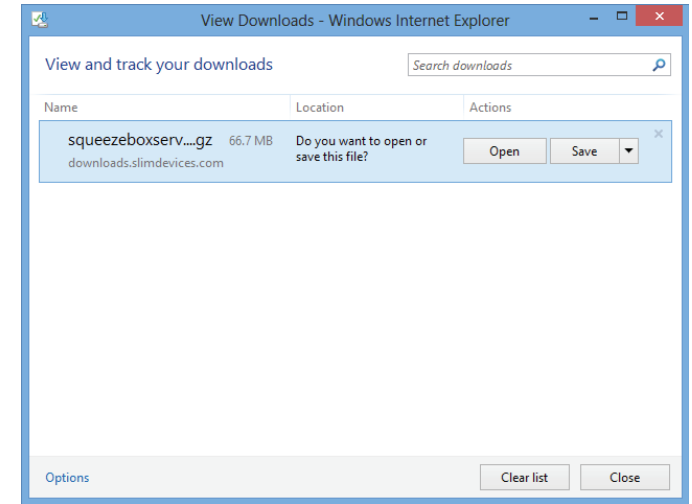 View Downloads - Windows Internet Explorer
View and track your downloads
Search downloads
Name Location Actions
squeezeboxserv....gz 66.7 MB
downloads.slimdevices.com
Do you want to open or
save this file?
Open Save
Options
Clear list Close